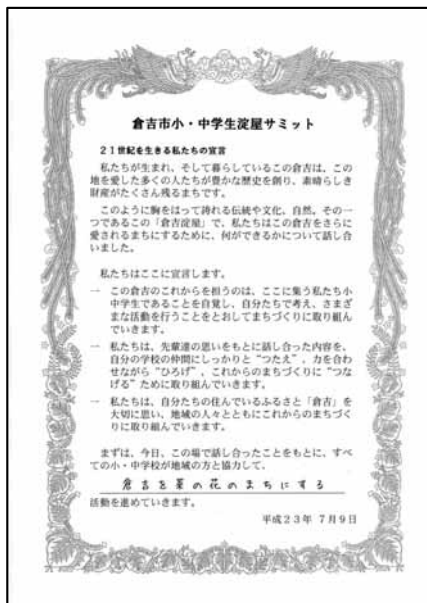 倉吉市小・中学生淀屋サミット
21世紀を生きる私たちの宣言
私たちが生まれ、そして暮らしているこの倉吉は、この
地を愛した多くの人たちが豊かな歴史を創り、素晴らしき
財産がたくさん残るまちです。
このように胸をはって誇れる伝統や文化、自然。その一
つであるこの「倉吉淀屋」で、私たちはこの倉吉をさらに
愛されるまちにするために、何ができるかについて話し合
いました。
私たちはここに宣言します。
一 この倉吉のこれからを担うのは、ここに集う私たち小
中学生であることを自覚し、自分たちで考え、さまざ
まな活動を行うことをとおしてまちづくりに取り組ん
でいきます。
一 私たちは、先輩達の思いをもとに話し合った内容を、
自分の学校の仲間にしっかりと“つたえ”、力を合わ
せながら“ひろげ”、これからのまちづくりに“つな
げる”ために取り組んでいきます。
一 私たちは、自分たちの住んでいるふるさと「倉吉」を
大切に思い、地域の人々とともにこれからのまちづく
りに取り組んでいきます。
まずは、今日、この場で話し合ったことをもとに、すべ
ての小・中学校が地域の方と協力して、
倉吉を菜の花のまちにする
活動を進めていきます。
平成23年 7月9日